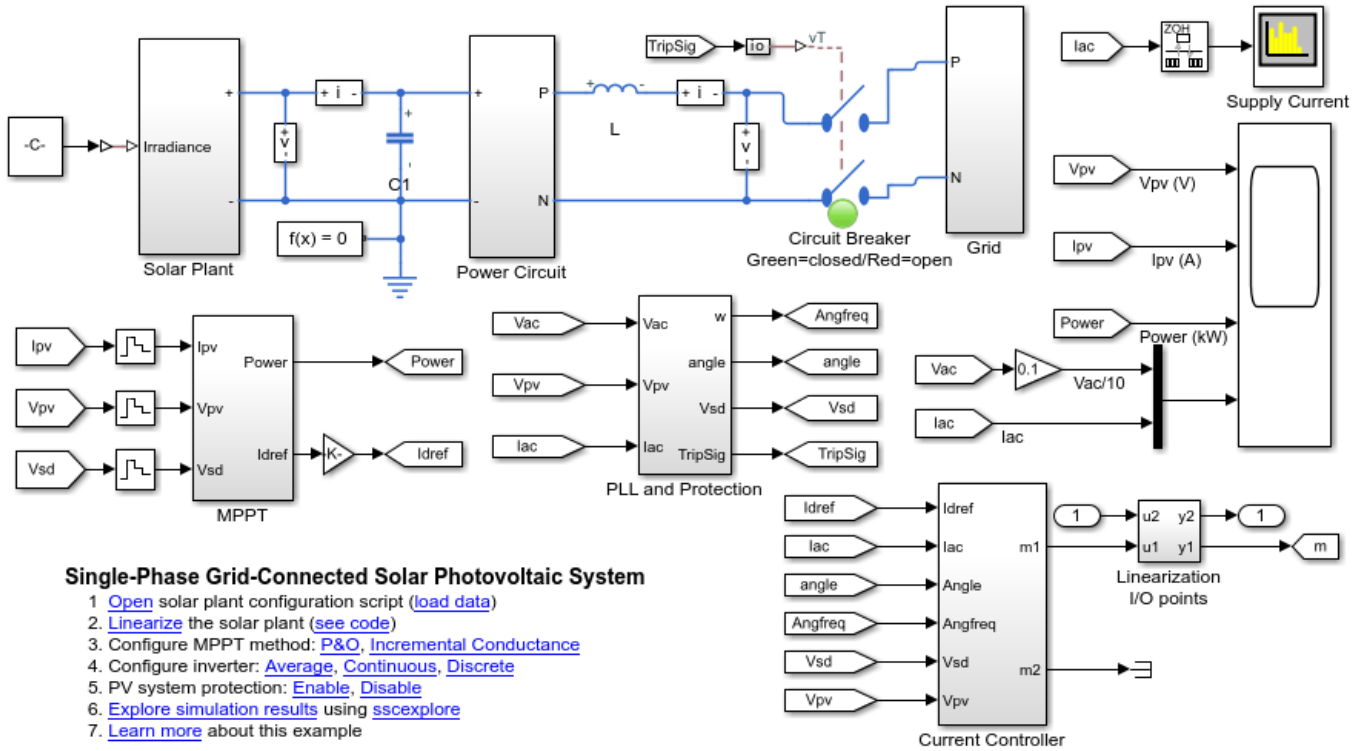 -C-
Irradiance
+
-
Solar Plant
+ v -
+ i -
+
'
C1
f(x) = 0
+
-
P
N
Power Circuit
+
-
L
+ i -
+ v -
TripSig
io
vT
Circuit Breaker
Green=closed/Red=open
P
N
Grid
Iac
ZOH
Supply Current
Vpv
Vpv (V)
Ipv
Ipv (A)
Power
Power (kW)
Vac
0.1
Vac/10
Iac
Iac
Ipv
Vpv
Vsd
Ipv
Vpv
Vsd
Power
Idref
MPPT
Power
-K-
Idref
Vac
Vpv
Iac
Vac
Vpv
Iac
w
angle
Vsd
TripSig
PLL and Protection
Angfreq
angle
Vsd
TripSig
Idref
Iac
angle
Angfreq
Vsd
Vpv
Idref
Iac
Angle
Angfreq
Vsd
Vpv
m1
m2
Current Controller
1
u2
u1
y2
y1
Linearization
I/O points
1
m
Single-Phase Grid-Connected Solar Photovoltaic System
1 Open solar plant configuration script (load data)
2. Linearize the solar plant (see code)
3. Configure MPPT method: P&O, Incremental Conductance
4. Configure inverter: Average, Continuous, Discrete
5. PV system protection: Enable, Disable
6. Explore simulation results using sscexplore
7. Learn more about this example